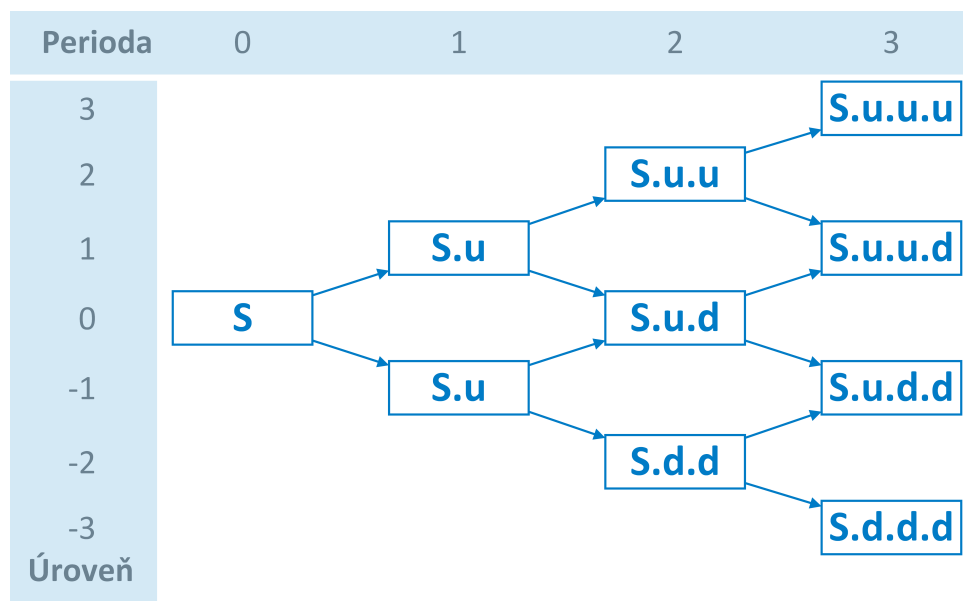 Perioda 0 1 2 3
3 S.u.u.u
2 S.u.u
1 S.u S.u.u.d
0 S S.u.d
-1 S.u S.u.d.d
-2 S.d.d
-3 S.d.d.d
Úroveň